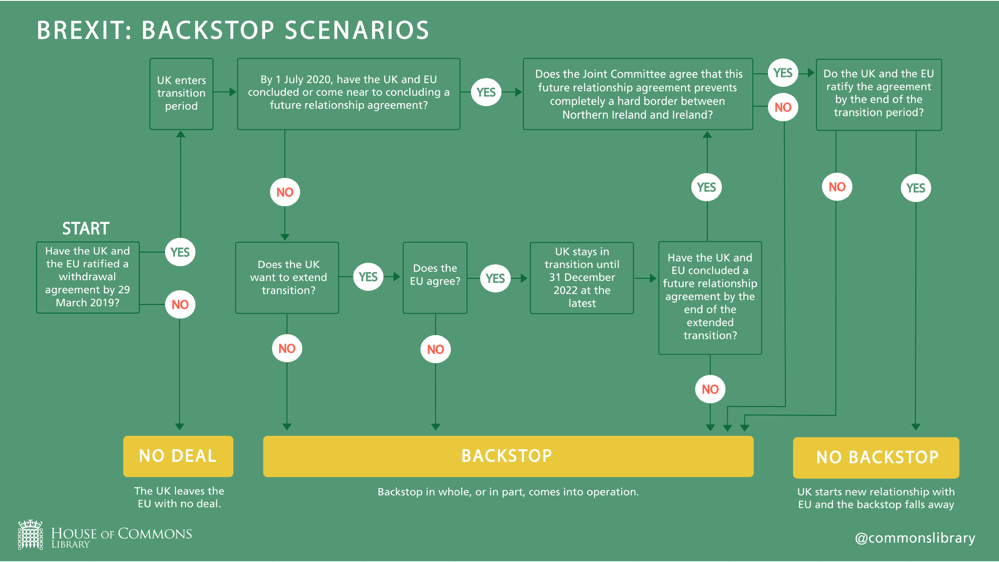 BREXIT: BACKSTOP SCENARIOS
UK enters
transition
period
By 1 July 2020, have the UK and EU
concluded or come near to concluding a
future relationship agreement?
YES
Does the Joint Committee agree that this
future relationship agreement prevents
completely a hard border between
Northern Ireland and Ireland?
YES
NO
Do the UK and the EU
ratify the agreement
by the end of the
transition period?
NO
YES
NO
YES
START
Have the UK and
the EU ratified a
withdrawal
agreement by 29
March 2019?
YES
NO
Does the UK
want to extend
transition?
YES
Does the
EU agree?
YES
UK stays in
transition until
31 December
2022 at the
latest
Have the UK and
EU concluded a
future relationship
agreement by the
end of the
extended
transition?
NO
NO
NO
NO DEAL
The UK leaves the
EU with no deal.
BACKSTOP
Backstop in whole, or in part, comes into operation.
NO BACKSTOP
UK starts new relationship with
EU and the backstop falls away
HOUSE OF COMMONS
LIBRARY
@commonslibrary